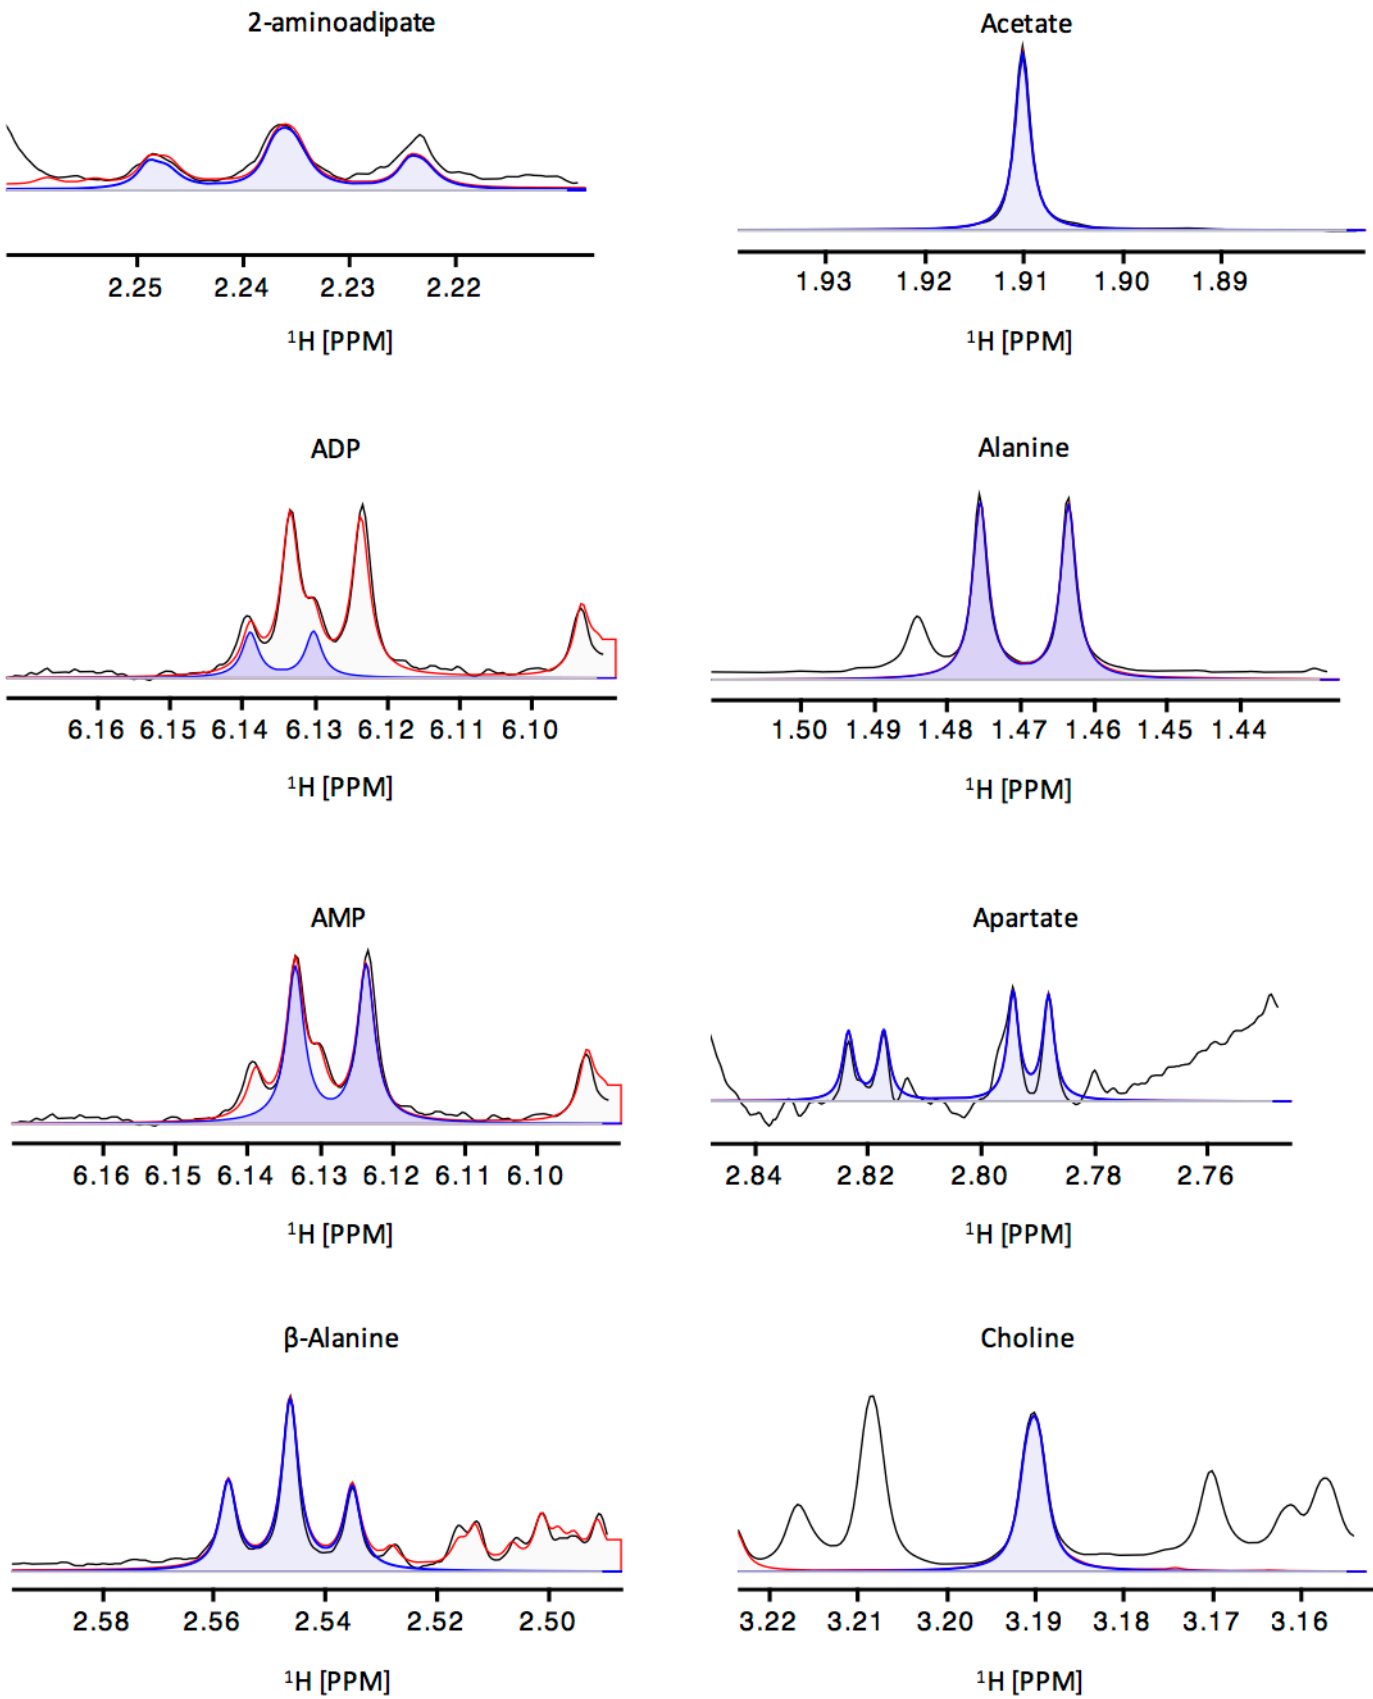 2-aminoadipate
Acetate
2.25 2.24 2.23 2.22
1.93 1.92 1.91 1.90 1.89
¹H [PPM]
¹H [PPM]
ADP
Alanine
6.16 6.15 6.14 6.13 6.12 6.11 6.10
1.50 1.49 1.48 1.47 1.46 1.45 1.44
¹H [PPM]
¹H [PPM]
AMP
Apartate
6.16 6.15 6.14 6.13 6.12 6.11 6.10
2.84 2.82 2.80 2.78 2.76
¹H [PPM]
¹H [PPM]
β-Alanine
Choline
2.58 2.56 2.54 2.52 2.50
3.22 3.21 3.20 3.19 3.18 3.17 3.16
¹H [PPM]
¹H [PPM]